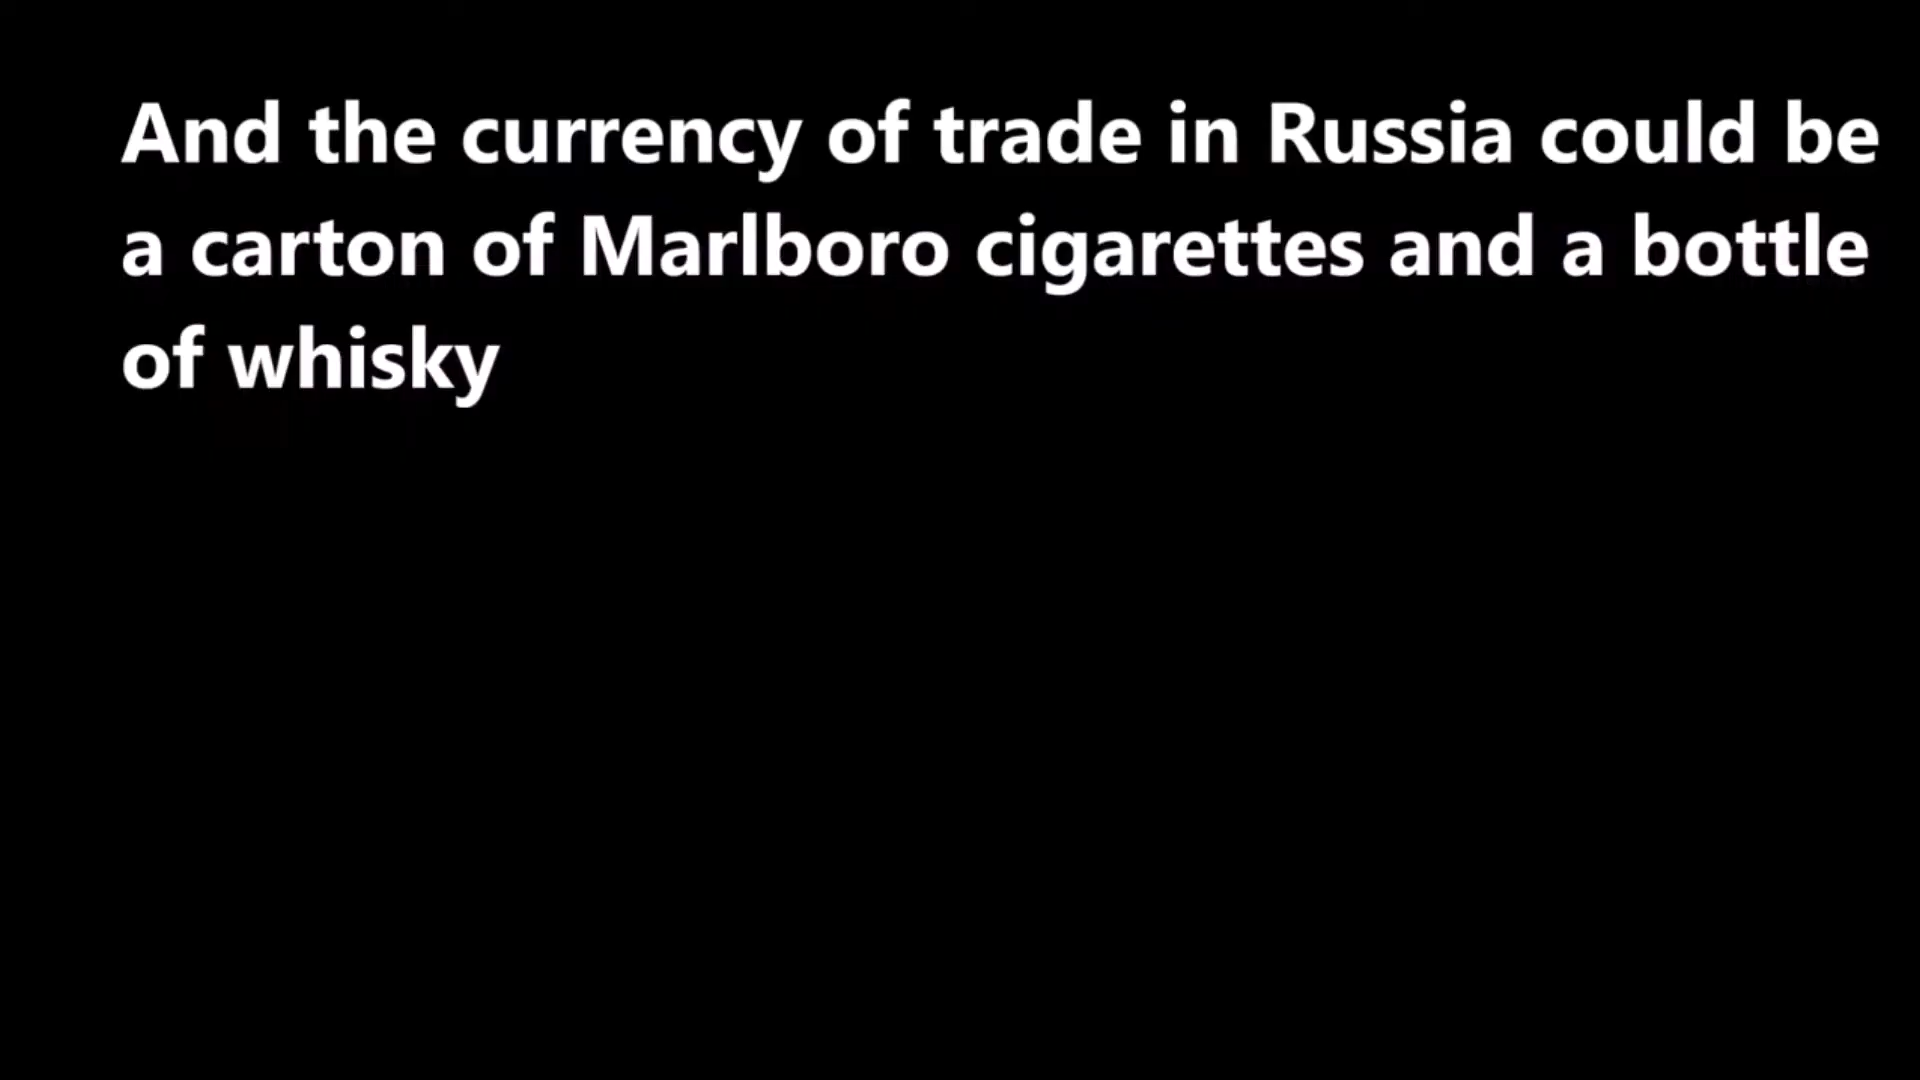 And the currency of trade in Russia could be
a carton of Marlboro cigarettes and a bottle
of whisky